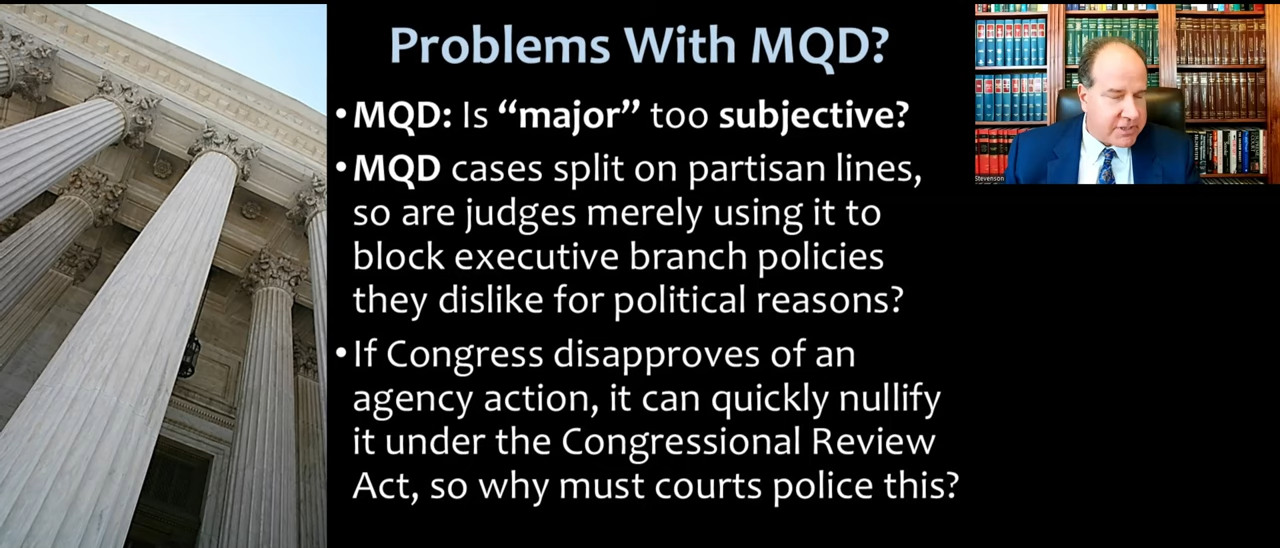 Problems With MQD?
• MQD: Is “major” too subjective?
• MQD cases split on partisan lines,
so are judges merely using it to
block executive branch policies
they dislike for political reasons?
• If Congress disapproves of an
agency action, it can quickly nullify
it under the Congressional Review
Act, so why must courts police this?
Stevenson